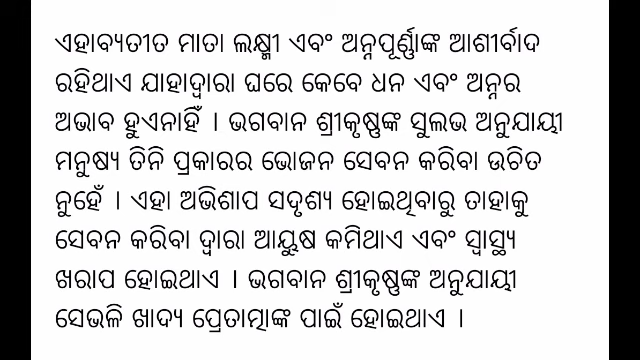 ଏହାବ୍ୟତୀତ ମାତା ଲକ୍ଷ୍ମୀ ଏବଂ ଅନ୍ନପୂର୍ଣ୍ଣାଙ୍କ ଆଶୀର୍ବାଦ
ରହିଥାଏ ଯାହାଦ୍ୱାରା ଘରେ କେବେ ଧନ ଏବଂ ଅନ୍ନର
ଅଭାବ ହୁଏନାହିଁ । ଭଗବାନ ଶ୍ରୀକୃଷ୍ଣଙ୍କ ସୁଲଭ ଅନୁଯାୟୀ
ମନୁଷ୍ୟ ତିନି ପ୍ରକାରର ଭୋଜନ ସେବନ କରିବା ଉଚିତ
ନୁହେଁ । ଏହା ଅଭିଶାପ ସଦୃଶ୍ୟ ହୋଇଥିବାରୁ ତାହାକୁ
ସେବନ କରିବା ଦ୍ୱାରା ଆୟୁଷ କମିଥାଏ ଏବଂ ସ୍ୱାସ୍ଥ୍ୟ
ଖରାପ ହୋଇଥାଏ । ଭଗବାନ ଶ୍ରୀକୃଷ୍ଣଙ୍କ ଅନୁଯାୟୀ
ସେଭଳି ଖାଦ୍ୟ ପ୍ରେତାତ୍ମାଙ୍କ ପାଇଁ ହୋଇଥାଏ ।